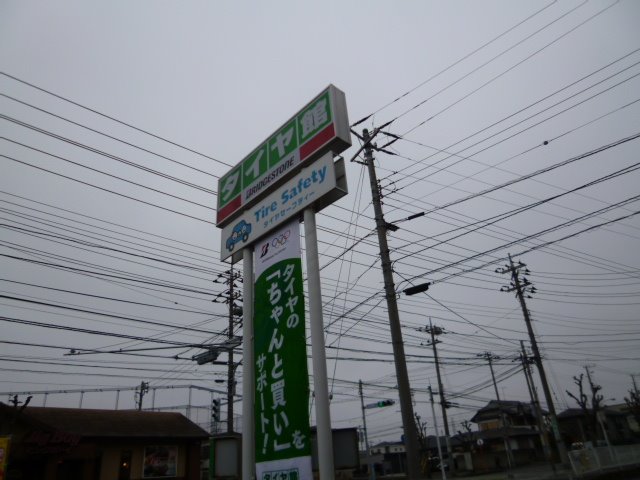 タイヤ館
BRIDGESTONE
Tire Safety
タイヤセーフティー
タイヤの
「ちゃんと買い」を
サポート!
タイヤ館